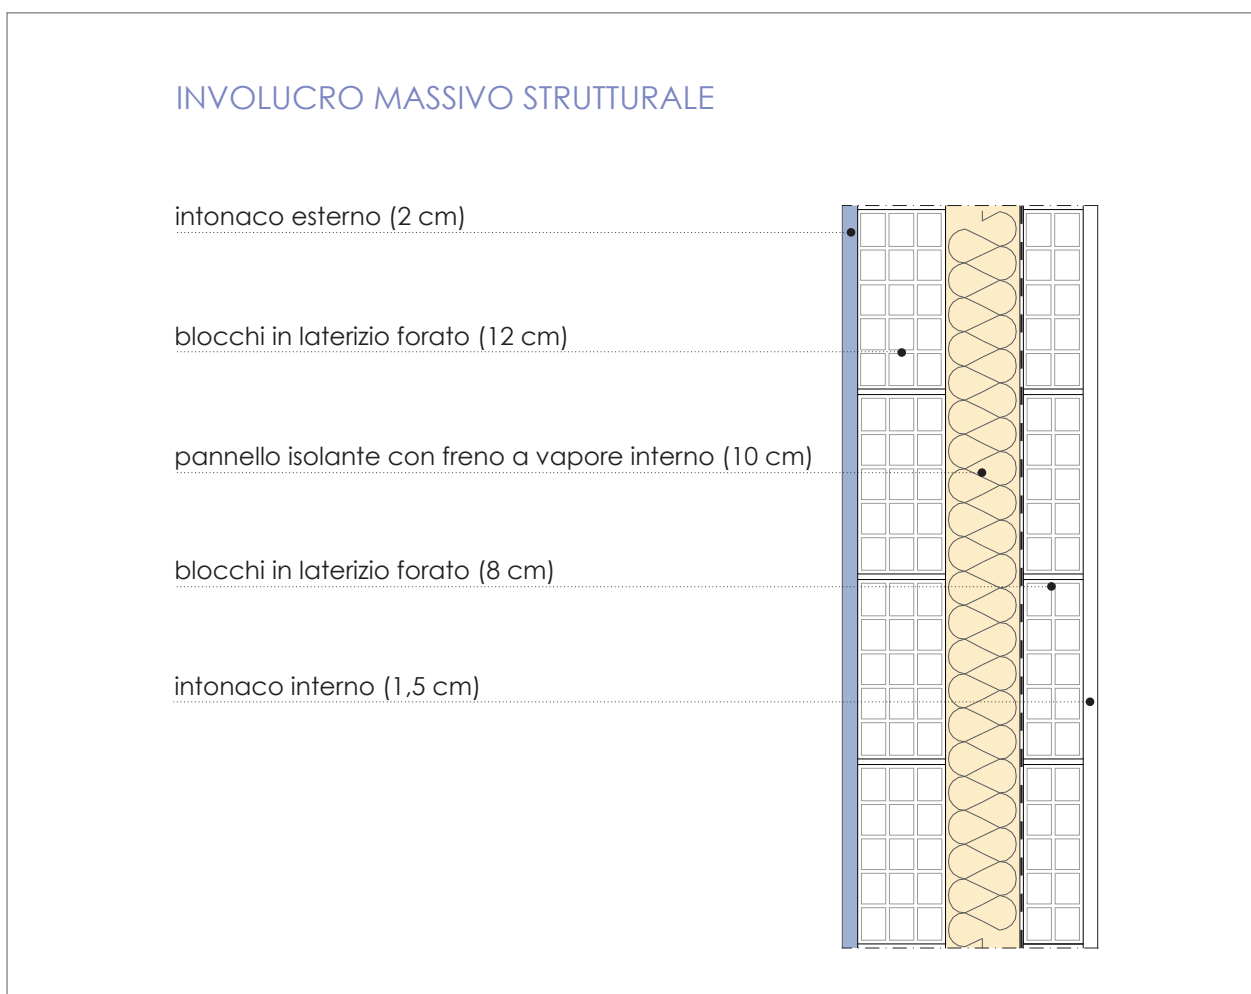 INVOLUCRO MASSIVO STRUTTURALE
intonaco esterno (2 cm)
blocchi in laterizio forato (12 cm)
pannello isolante con freno a vapore interno (10 cm)
blocchi in laterizio forato (8 cm)
intonaco interno (1,5 cm)